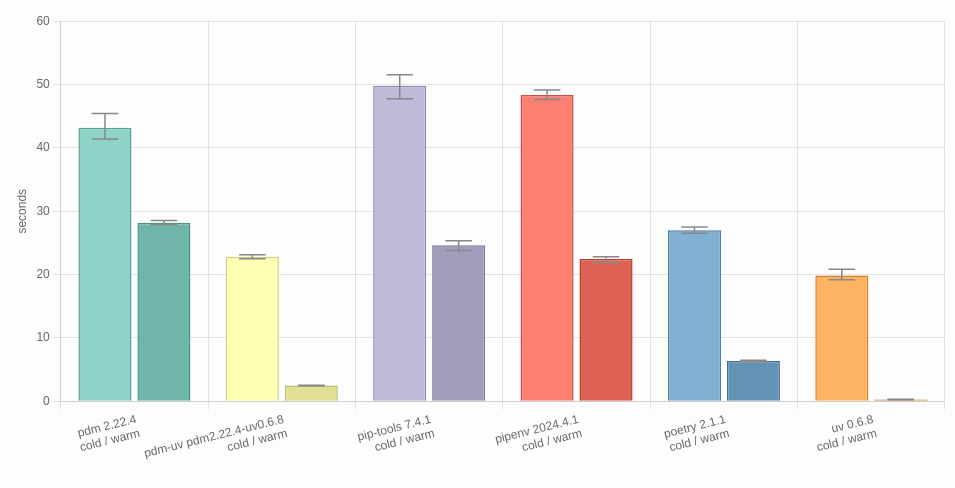 60
50
40
30
20
10
0
seconds
pdm 2.22.4
cold / warm
pdm-uv pdm2.22.4-uv0.6.8
cold / warm
pip-tools 7.4.1
cold / warm
pipenv 2024.4.1
cold / warm
poetry 2.1.1
cold / warm
uv 0.6.8
cold / warm